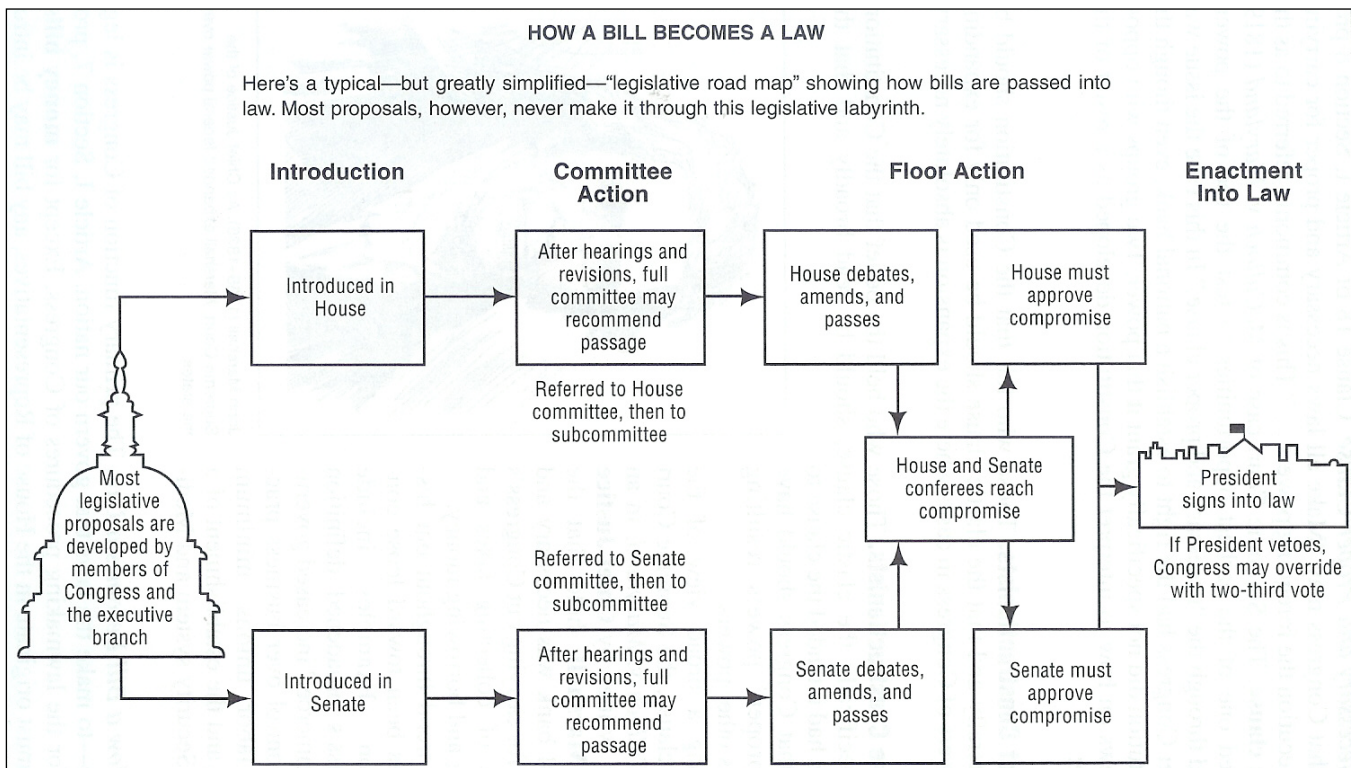 HOW A BILL BECOMES A LAW
Here's a typical—but greatly simplified—“legislative road map” showing how bills are passed into
law. Most proposals, however, never make it through this legislative labyrinth.
Introduction
Committee
Action
Floor Action
Enactment
Into Law
Introduced in
House
After hearings and
revisions, full
committee may
recommend
passage
House debates,
amends, and
passes
House must
approve
compromise
Referred to House
committee, then to
subcommittee
Most
legislative
proposals are
developed by
members of
Congress and
the executive
branch
House and Senate
conferees reach
compromise
President
signs into law
If President vetoes,
Congress may override
with two-third vote
Referred to Senate
committee, then to
subcommittee
Introduced in
Senate
After hearings and
revisions, full
committee may
recommend
passage
Senate debates,
amends, and
passes
Senate must
approve
compromise